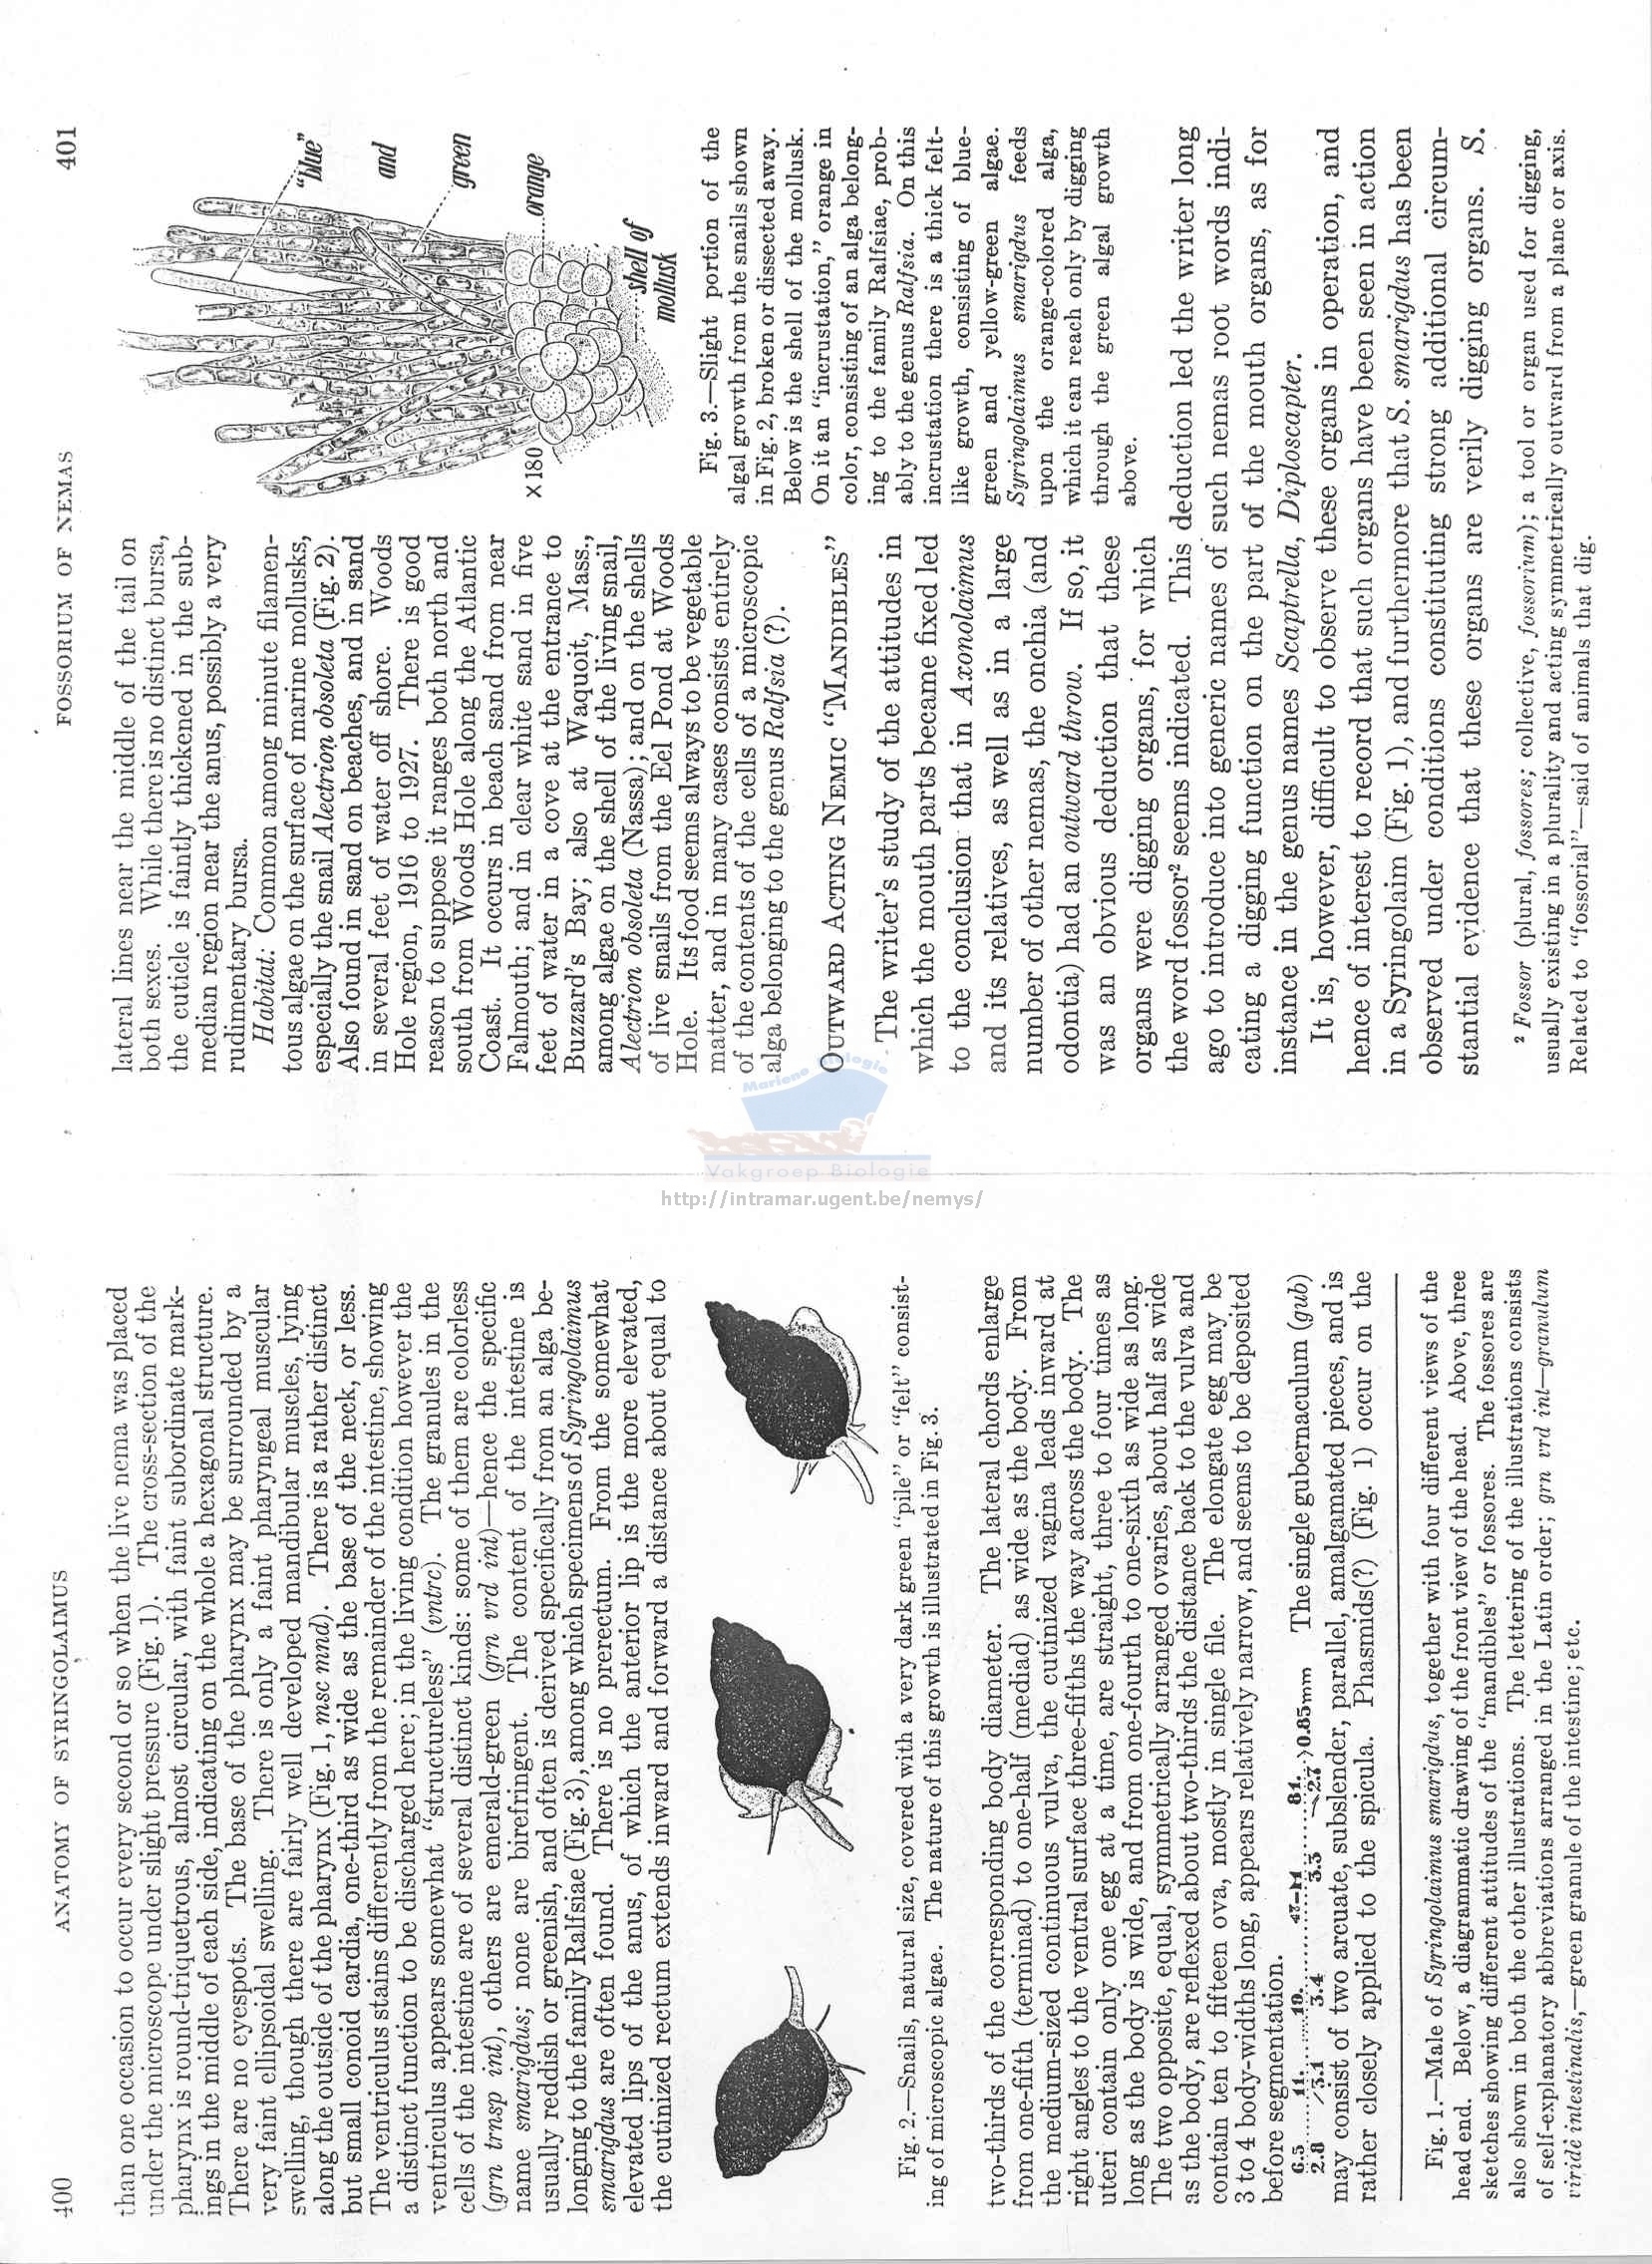 400
ANATOMY OF SYRINGOLAIMUS
than one occasion to occur every second or so when the live nema was placed
under the microscope under slight pressure (Fig. 1). The cross-section of the
pharynx is round-triquetrous, almost circular, with faint subordinate mark-
ings in the middle of each side, indicating on the whole a hexagonal structure.
There are no eyespots. The base of the pharynx may be surrounded by a
very faint ellipsoidal swelling. There is only a faint pharyngeal muscular
swelling, though there are fairly well developed mandibular muscles, lying
along the outside of the pharynx (Fig. 1, msc mnd). There is a rather distinct
but small conoid cardia, one-third as wide as the base of the neck, or less.
The ventriculus stains differently from the remainder of the intestine, showing
a distinct function to be discharged here; in the living condition however the
ventriculus appears somewhat "structureless" (vntrc). The granules in the
cells of the intestine are of several distinct kinds: some of them are colorless
(grn trnsp int), others are emerald-green (grn vrd int)—hence the specific
name smarigdus; none are birefringent. The content of the intestine is
usually reddish or greenish, and often is derived specifically from an alga be-
longing to the family Ralfsiae (Fig. 3), among which specimens of Syringolaimus
smarigdus are often found. There is no prerectum. From the somewhat
elevated lips of the anus, of which the anterior lip is the more elevated,
the cutinized rectum extends inward and forward a distance about equal to
Fig. 2.—Snails, natural size, covered with a very dark green "pile" or "felt" consist-
ing of microscopic algae. The nature of this growth is illustrated in Fig. 3.
two-thirds of the corresponding body diameter. The lateral chords enlarge
from one-fifth (terminad) to one-half (mediad) as wide as the body. From
the medium-sized continuous vulva, the cutinized vagina leads inward at
right angles to the ventral surface three-fifths the way across the body. The
uteri contain only one egg at a time, are straight, three to four times as
long as the body is wide, and from one-fourth to one-sixth as wide as long.
The two opposite, equal, symmetrically arranged ovaries, about half as wide
as the body, are reflexed about two-thirds the distance back to the vulva and
contain ten to fifteen ova, mostly in single file. The elongate egg may be
3 to 4 body-widths long, appears relatively narrow, and seems to be deposited
before segmentation.
6.5 11. 19. 47-M 84. 0.85mm The single gubernaculum (gub)
2.8 3.1 3.4 3.5 2.5
may consist of two arcuate, subslender, parallel, amalgamated pieces, and is
rather closely applied to the spicula. Phasmids(?) (Fig. 1) occur on the
Fig. 1.—Male of Syringolaimus smarigdus, together with four different views of the
head end. Below, a diagrammatic drawing of the front view of the head. Above, three
sketches showing different attitudes of the "mandibles" or fossores. The fossores are
also shown in both the other illustrations. The lettering of the illustrations consists
of self-explanatory abbreviations arranged in the Latin order; grn vrd int—granulum
viride intestinalis,—green granule of the intestine; etc.
FOSSORIUM OF NEMAS
401
lateral lines near the middle of the tail on
both sexes. While there is no distinct bursa,
the cuticle is faintly thickened in the sub-
median region near the anus, possibly a very
rudimentary bursa.
Habitat: Common among minute filamen-
tous algae on the surface of marine mollusks,
especially the snail Alectrion obsoleta (Fig. 2).
Also found in sand on beaches, and in sand
in several feet of water off shore. Woods
Hole region, 1916 to 1927. There is good
reason to suppose it ranges both north and
south from Woods Hole along the Atlantic
Coast. It occurs in beach sand from near
Falmouth; and in clear white sand in five
feet of water in a cove at the entrance to
Buzzard's Bay; also at Waquoit, Mass.,
among algae on the shell of the living snail,
Alectrion obsoleta (Nassa); and on the shells
of live snails from the Eel Pond at Woods
Hole. Its food seems always to be vegetable
matter, and in many cases consists entirely
of the contents of the cells of a microscopic
alga belonging to the genus Ralfsia (?).
"blue"
and
green
orange
shell of
mollusk
×180
Fig. 3.—Slight portion of the
algal growth from the snails shown
in Fig. 2, broken or dissected away.
Below is the shell of the mollusk.
On it an "incrustation," orange in
color, consisting of an alga belong-
ing to the family Ralfsiae, prob-
ably to the genus Ralfsia. On this
incrustation there is a thick felt-
like growth, consisting of blue-
green and yellow-green algae.
Syringolaimus smarigdus feeds
upon the orange-colored alga,
which it can reach only by digging
through the green algal growth
above.
OUTWARD ACTING NEMIC "MANDIBLES"
The writer's study of the attitudes in
which the mouth parts became fixed led
to the conclusion that in Axomolaimus
and its relatives, as well as in a large
number of other nemas, the onchia (and
odontia) had an outward throw. If so, it
was an obvious deduction that these
organs were digging organs, for which
the word fossor² seems indicated. This deduction led the writer long
ago to introduce into generic names of such nemas root words indi-
cating a digging function on the part of the mouth organs, as for
instance in the genus names Scaptrella, Diploscapter.
It is, however, difficult to observe these organs in operation, and
hence of interest to record that such organs have been seen in action
in a Syringolaim (Fig. 1), and furthermore that S. smarigdus has been
observed under conditions constituting strong additional circum-
stantial evidence that these organs are verily digging organs. S.
² Fossor (plural, fossores; collective, fossorium); a tool or organ used for digging,
usually existing in a plurality and acting symmetrically outward from a plane or axis.
Related to "fossorial"—said of animals that dig.
Mariene Biologie
Vakgroep Biologie
http://intramar.ugent.be/nemys/